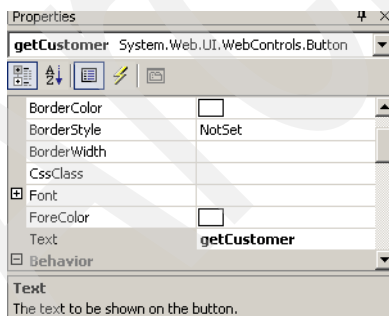 Properties
getCustomer System.Web.UI.WebControls.Button
BorderColor
BorderStyle NotSet
BorderWidth
CssClass
Font
ForeColor
Text getCustomer
Behavior
Text
The text to be shown on the button.